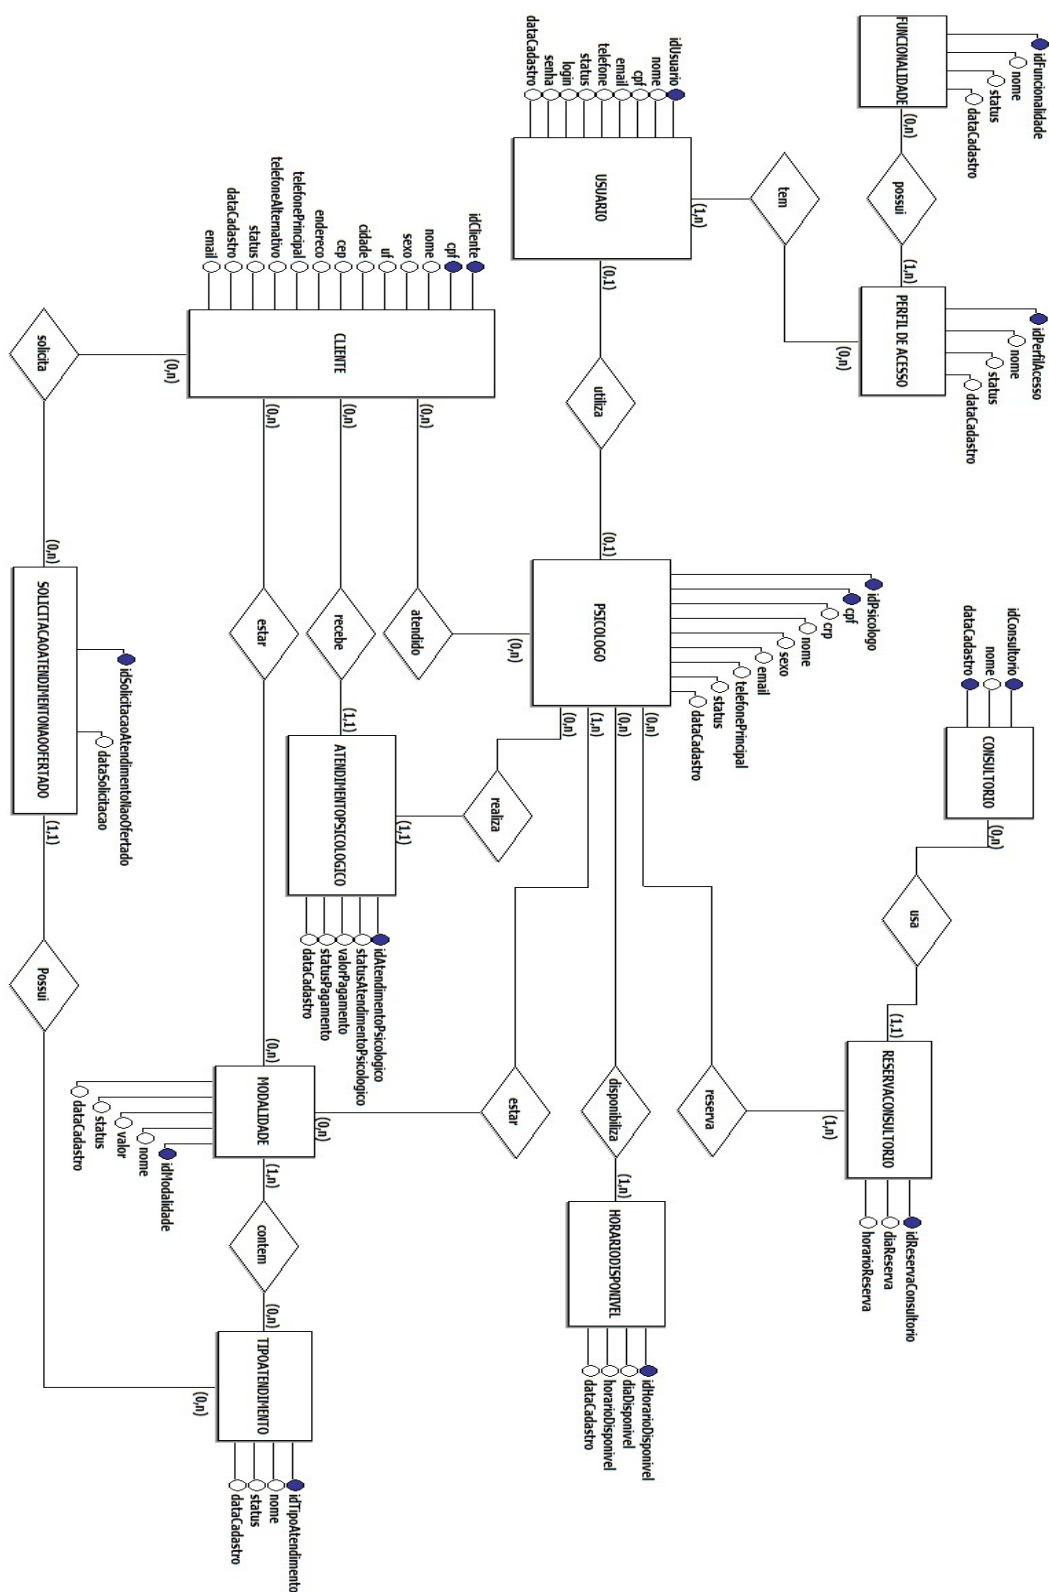 idFuncionalidade
nome
status
dataCadastro
FUNCIONALIDADE
(0,n)
possui
(1,n)
idPerfilAcesso
nome
status
dataCadastro
PERFIL DE ACESSO
(0,n)
tem
(1,n)
idUsuario
nome
cpf
email
telefone
status
login
senha
dataCadastro
USUARIO
(0,1)
utiliza
(0,1)
idPsicologo
cpf
crp
nome
sexo
email
telefonePrincipal
status
dataCadastro
PSICOLOGO
(0,n)
(0,n)
(1,n)
(0,n)
(0,n)
idConsultorio
nome
dataCadastro
CONSULTORIO
(0,n)
usa
(1,1)
RESERVACONSULTORIO
idReservaConsultorio
diaReserva
horarioReserva
(1,n)
reserva
disponibiliza
(1,n)
HORARIODISPONIVEL
idHorarioDisponivel
diaDisponivel
horarioDisponivel
dataCadastro
estar
realiza
(1,1)
idCliente
cpf
nome
sexo
uf
cidade
cep
endereco
telefonePrincipal
telefoneAlternativo
dataCadastro
status
email
CLIENTE
(0,n)
(0,n)
(0,n)
(0,n)
atendido
recebe
estar
(1,1)
ATENDIMENTOPSICOLOGICO
idAtendimentoPsicologico
statusAtendimentoPsicologico
valorPagamento
statusPagamento
dataCadastro
(0,n)
(0,n)
MODALIDADE
idModalidade
nome
valor
status
dataCadastro
(1,n)
contem
(0,n)
TIPOATENDIMENTO
idTipoAtendimento
nome
status
dataCadastro
(0,n)
solicita
(0,n)
SOLICITACAOATENDIMENTONAOOFERTADO
idSolicitacaoAtendimentoNaoOfertado
dataSolicitacao
(1,1)
Possui